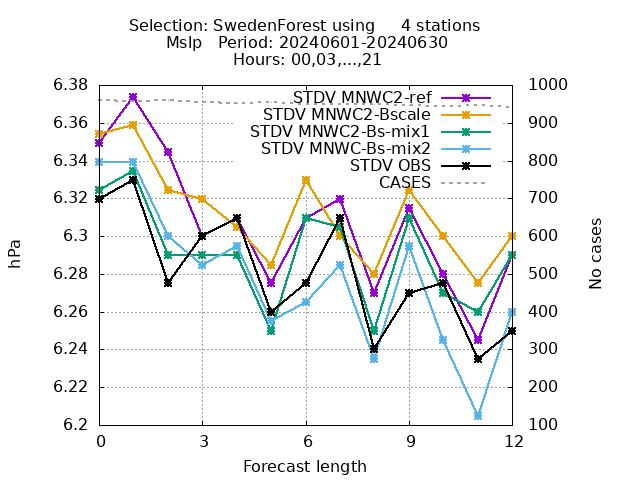 Selection: SwedenForest using     4 stations
Mslp   Period: 20240601-20240630
Hours: 00,03,...,21
STDV MNWC2-ref
STDV MNWC2-Bscale
STDV MNWC2-Bs-mix1
STDV MNWC-Bs-mix2
STDV OBS
CASES
6.38
6.36
6.34
6.32
6.3
6.28
6.26
6.24
6.22
6.2
hPa
1000
900
800
700
600
500
400
300
200
100
No cases
0 3 6 9 12
Forecast length